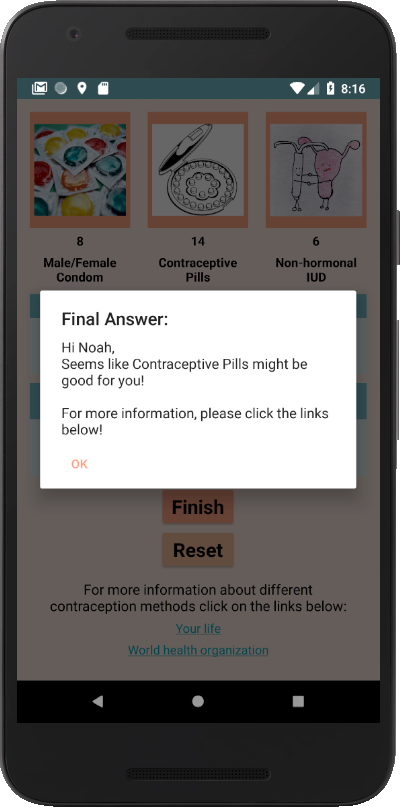 8:16
8
14
6
Male/Female
Condom
Contraceptive
Pills
Non-hormonal
IUD
Final Answer:
Hi Noah,
Seems like Contraceptive Pills might be
good for you!
For more information, please click the links
below!
OK
Finish
Reset
For more information about different
contraception methods click on the links below:
Your life
World health organization